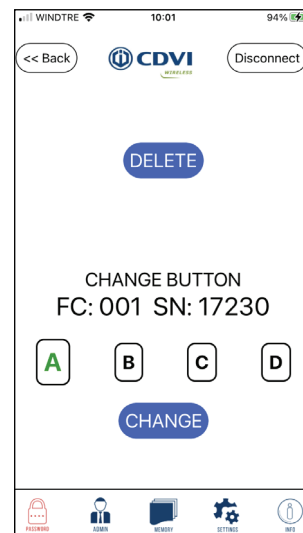 WINDTRE 10:01 94%
<< Back CDVI Disconnect
WIRELESS
DELETE
CHANGE BUTTON
FC: 001 SN: 17230
A B C D
CHANGE
PASSWORD ADMIN MEMORY SETTINGS INFO